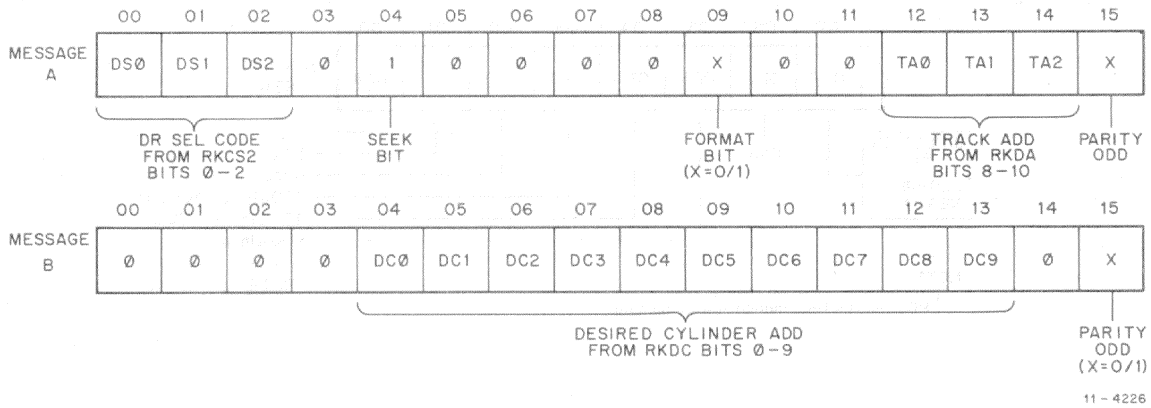 00 01 02 03 04 05 06 07 08 09 10 11 12 13 14 15
MESSAGE
A
DSØ DS1 DS2 Ø 1 Ø Ø Ø Ø X Ø Ø TAØ TA1 TA2 X
DR SEL CODE
FROM RKCS2
BITS Ø-2
SEEK
BIT
FORMAT
BIT
(X=0/1)
TRACK ADD
FROM RKDA
BITS 8-10
PARITY
ODD
00 01 02 03 04 05 06 07 08 09 10 11 12 13 14 15
MESSAGE
B
Ø Ø Ø Ø DCØ DC1 DC2 DC3 DC4 DC5 DC6 DC7 DC8 DC9 Ø X
DESIRED CYLINDER ADD
FROM RKDC BITS Ø-9
PARITY
ODD
(X=0/1)
11-4226